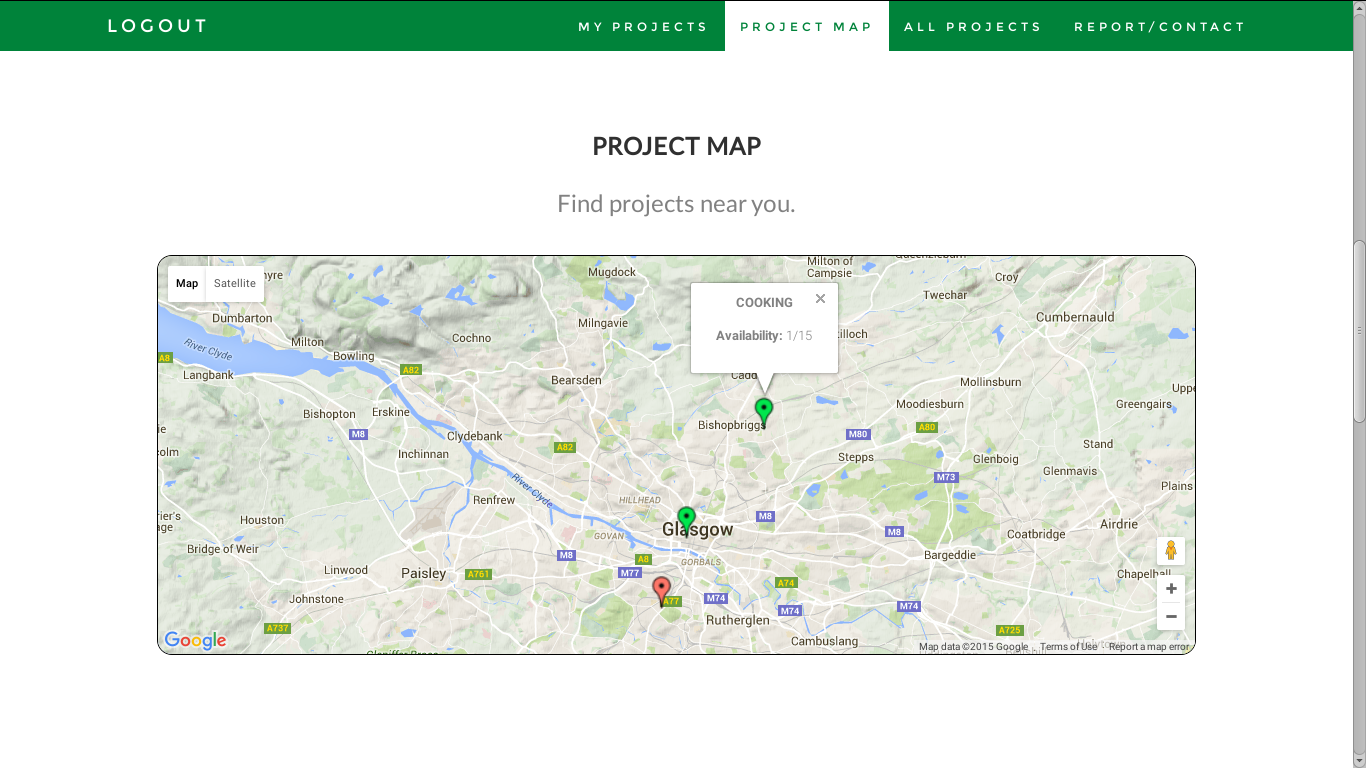 LOGOUT
MY PROJECTS
PROJECT MAP
ALL PROJECTS
REPORT/CONTACT
PROJECT MAP
Find projects near you.
Map
Satellite
Mugdock
Milton of
Campsie
Croy
Twechar
Cumbernauld
Dumbarton
Milton
Bowling
Cochno
Milngavie
COOKING
Availability: 1/15
River Clyde
A8
A82
Langbank
Bearsden
Mollinsburn
Moodiesburn
Greengairs
Bishopton
Erskine
Bishopbriggs
M8
Clydebank
A82
M80
A80
Stand
Inchinnan
Stepps
Glenboig
Glenmavis
M73
Plains
River Clyde
Renfrew
HILLHEAD
Houston
M8
Glasgow
Airdrie
GOVAN
M8
Coatbridge
Bridge of Weir
M8
A8
Bargeddie
GORBALS
Linwood
Paisley
A761
M77
Chapelhall
A74
Johnstone
A77
M74
M74
M74
Rutherglen
A737
A725
Cambuslang
Google
Map data ©2015 Google
Terms of Use
Report a map error